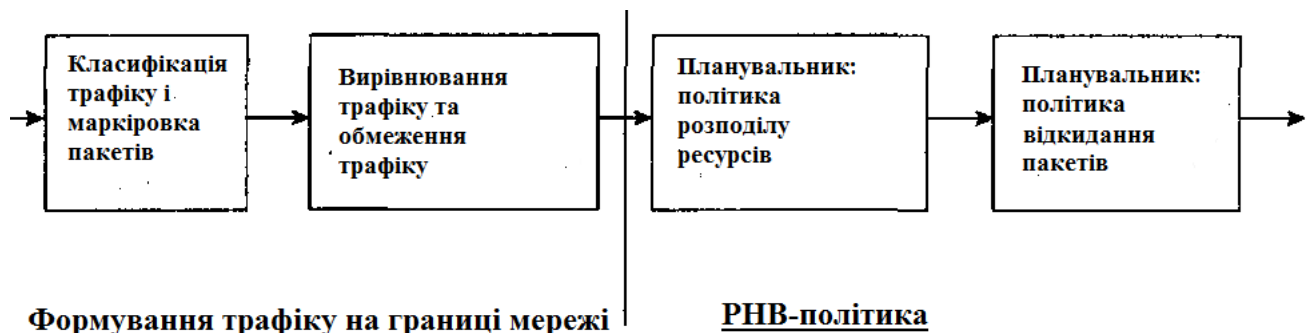 Класифікація
трафіку і
маркіровка
пакетів
Вирівнювання
трафіку та
обмеження
трафіку
Планувальник:
політика
розподілу
ресурсів
Планувальник:
політика
відкидання
пакетів
Формування трафіку на границі мережі
РНВ-політика